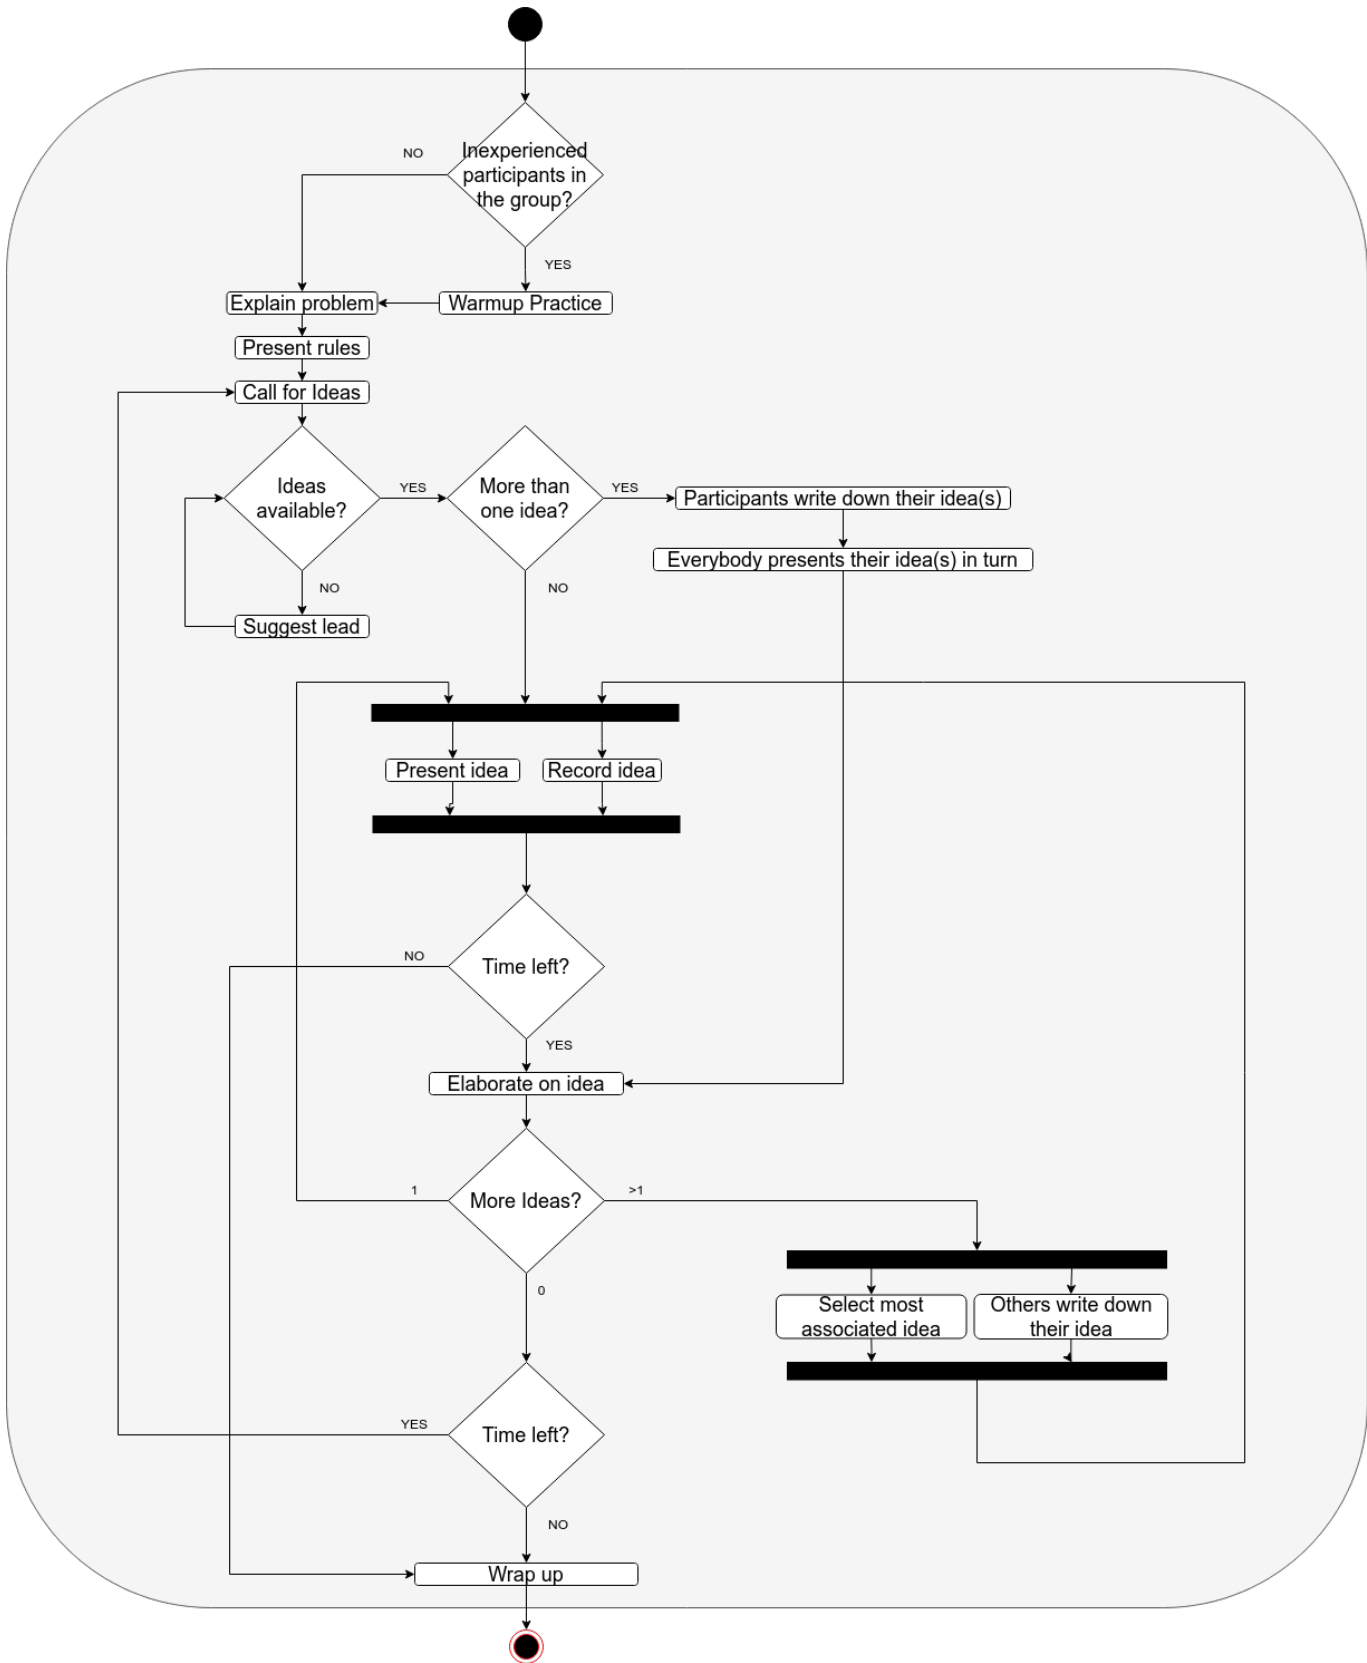 Inexperienced
participants in
the group?
NO
YES
Explain problem
Warmup Practice
Present rules
Call for Ideas
Ideas
available?
YES
More than
one idea?
YES
Participants write down their idea(s)
Everybody presents their idea(s) in turn
NO
NO
Suggest lead
Present idea
Record idea
NO
Time left?
YES
Elaborate on idea
1
More Ideas?
>1
0
Select most
associated idea
Others write down
their idea
YES
Time left?
NO
Wrap up